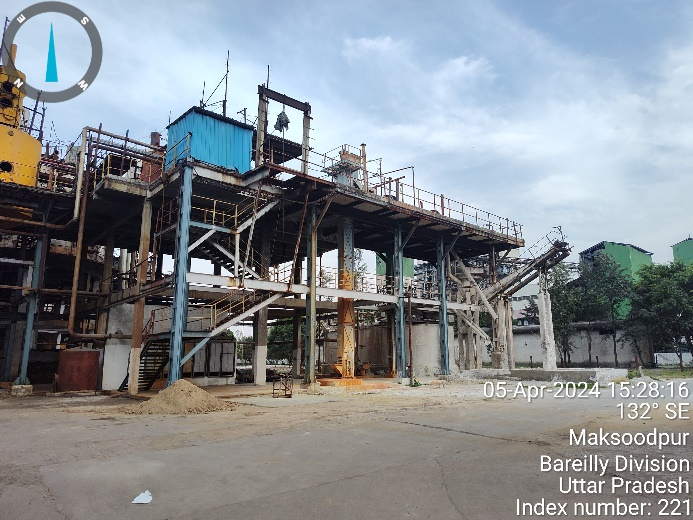 N E S W
05-Apr-2024 15:28:16
132° SE
Maksoodpur
Bareilly Division
Uttar Pradesh
Index number: 221